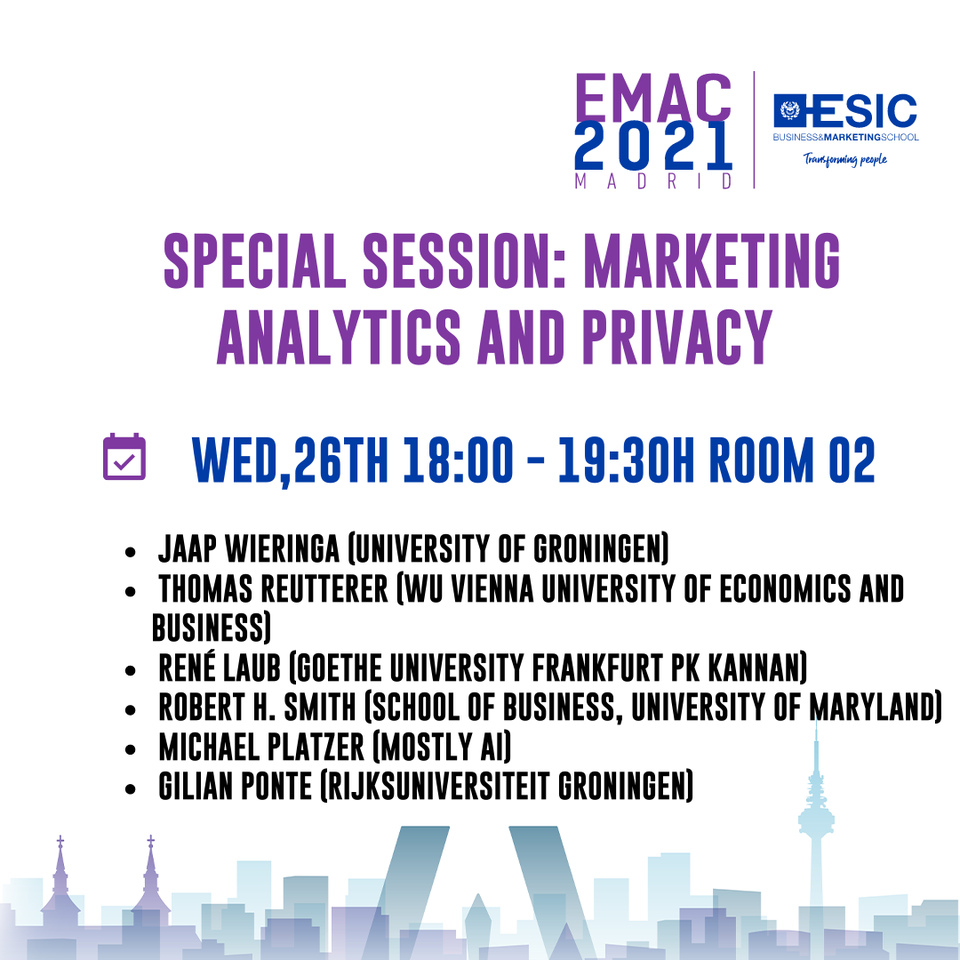 EMAC
2021
MADRID
ESIC
BUSINESS&MARKETINGSCHOOL
Transforming people
SPECIAL SESSION: MARKETING
ANALYTICS AND PRIVACY
WED,26TH 18:00 - 19:30H ROOM 02
• JAAP WIERINGA (UNIVERSITY OF GRONINGEN)
• THOMAS REUTTERER (WU VIENNA UNIVERSITY OF ECONOMICS AND
BUSINESS)
• RENÉ LAUB (GOETHE UNIVERSITY FRANKFURT PK KANNAN)
• ROBERT H. SMITH (SCHOOL OF BUSINESS, UNIVERSITY OF MARYLAND)
• MICHAEL PLATZER (MOSTLY AI)
• GILIAN PONTE (RIJKSUNIVERSITEIT GRONINGEN)